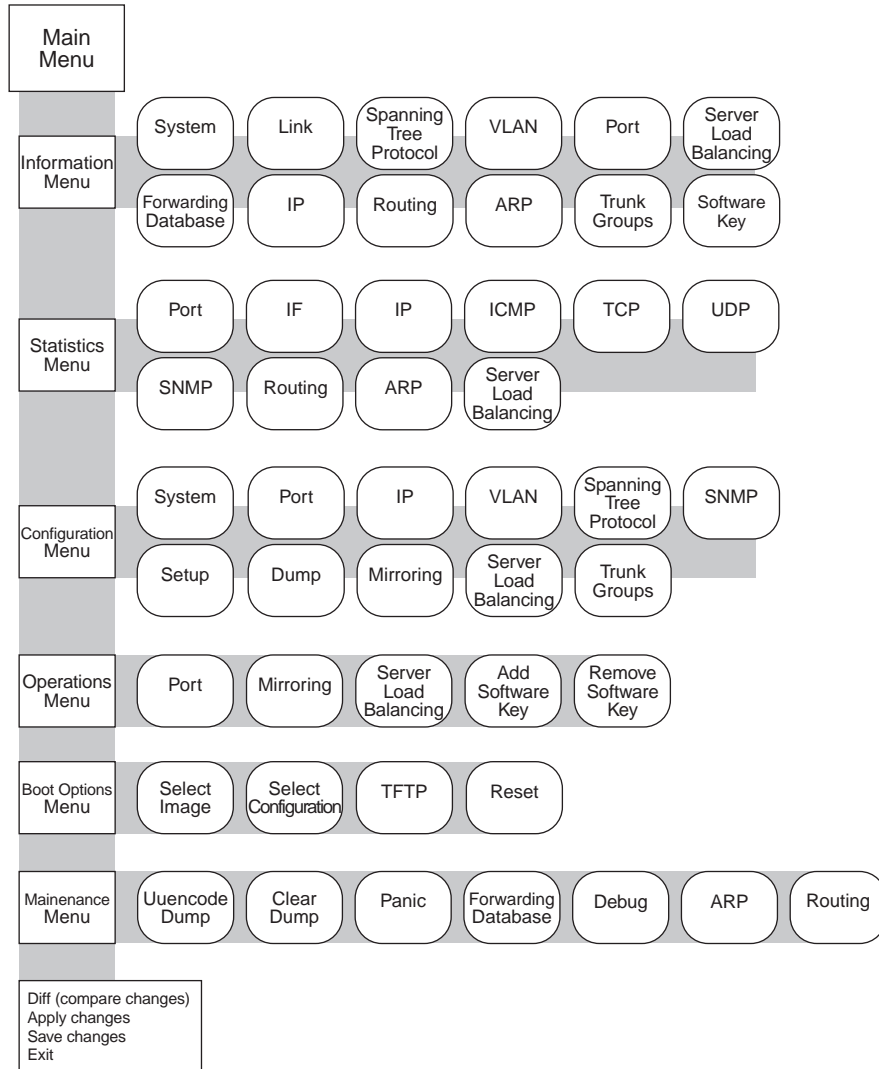 Main
Menu
System
Link
Spanning
Tree
Protocol
VLAN
Port
Server
Load
Balancing
Information
Menu
Forwarding
Database
IP
Routing
ARP
Trunk
Groups
Software
Key
Port
IF
IP
ICMP
TCP
UDP
Statistics
Menu
SNMP
Routing
ARP
Server
Load
Balancing
System
Port
IP
VLAN
Spanning
Tree
Protocol
SNMP
Configuration
Menu
Setup
Dump
Mirroring
Server
Load
Balancing
Trunk
Groups
Operations
Menu
Port
Mirroring
Server
Load
Balancing
Add
Software
Key
Remove
Software
Key
Boot Options
Menu
Select
Image
Select
Configuration
TFTP
Reset
Mainenance
Menu
Uuencode
Dump
Clear
Dump
Panic
Forwarding
Database
Debug
ARP
Routing
Diff (compare changes)
Apply changes
Save changes
Exit